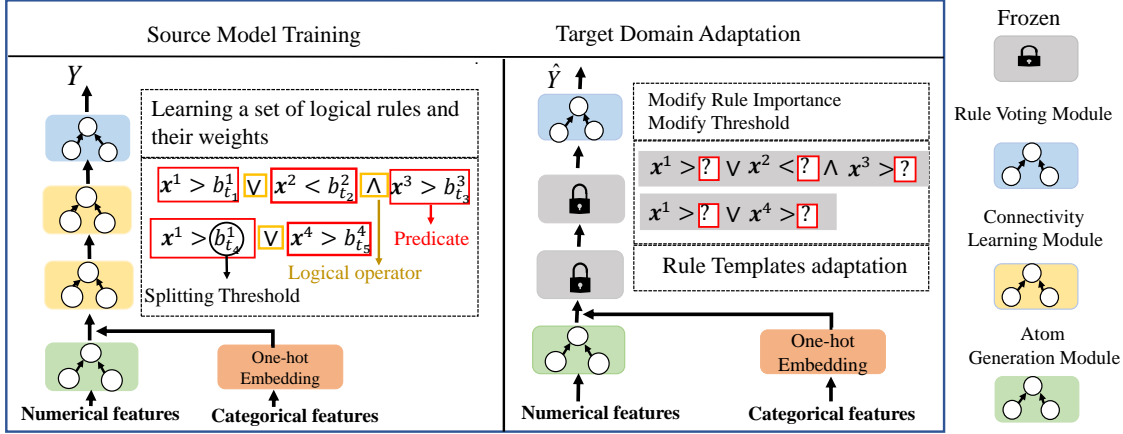 Source Model Training
Y
Learning a set of logical rules and
their weights
x¹ > b¹ₜ₁ ∨ x² < b²ₜ₂ ∧ x³ > b³ₜ₃
x¹ > b¹ₜ₄ ∨ x⁴ > b⁴ₜ₅
Predicate
Logical operator
Splitting Threshold
One-hot
Embedding
Numerical features
Categorical features
Target Domain Adaptation
Ŷ
Modify Rule Importance
Modify Threshold
x¹ > ? ∨ x² < ? ∧ x³ > ?
x¹ > ? ∨ x⁴ > ?
Rule Templates adaptation
One-hot
Embedding
Numerical features
Categorical features
Frozen
Rule Voting Module
Connectivity
Learning Module
Atom
Generation Module